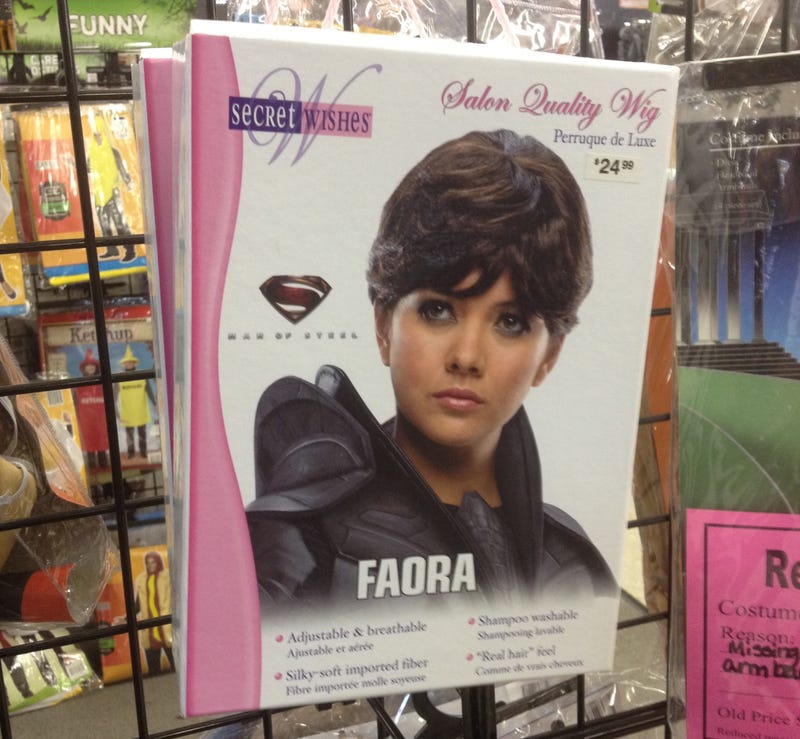 FUNNY
SECRET WISHES
W
Salon Quality Wig
Perruque de Luxe
$24.99
MAN OF STEEL
FAORA
• Adjustable & breathable
Ajustable et aérée
• Silky-soft imported fiber
Fibre importée molle soyeuse
• Shampoo washable
Shampooing lavable
• "Real hair" feel
Comme de vrais cheveux
Ketchup
Costume
Re
Costum
Reason:
Missing
arm
Old Price
Reduced